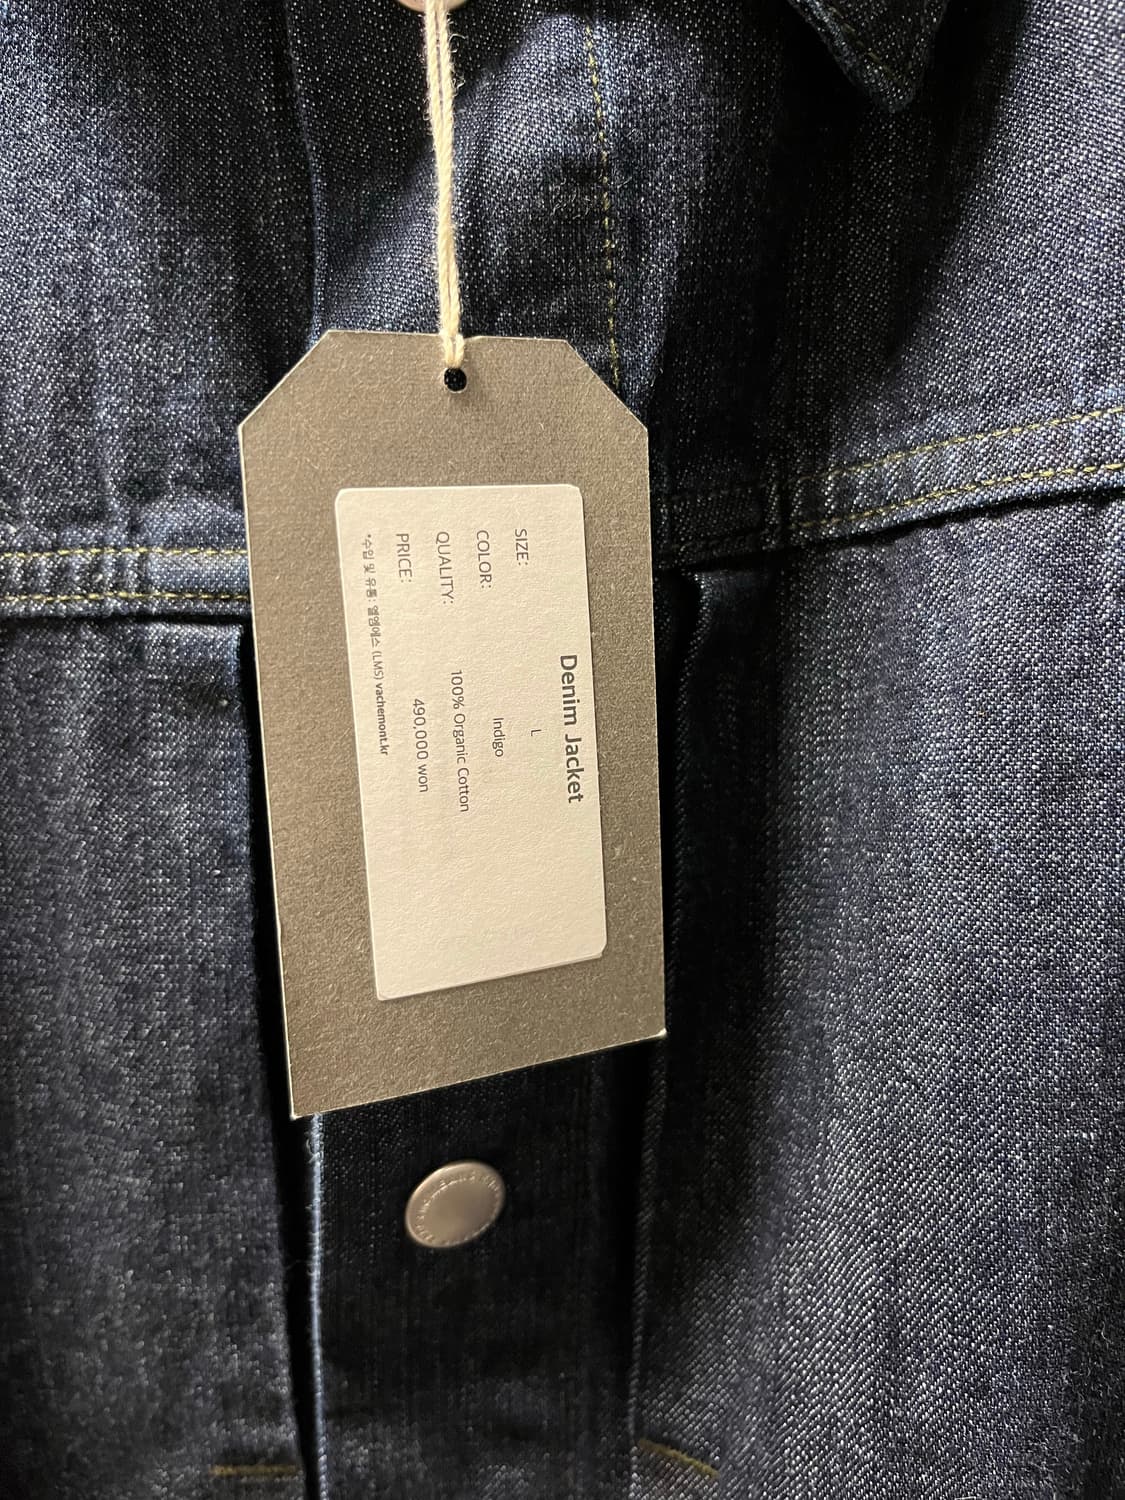 Denim Jacket
SIZE: L
COLOR: Indigo
QUALITY: 100% Organic Cotton
PRICE: 490,000 won
*수입 및 유통: 엘엠에스 (LMS) vachemont.kr